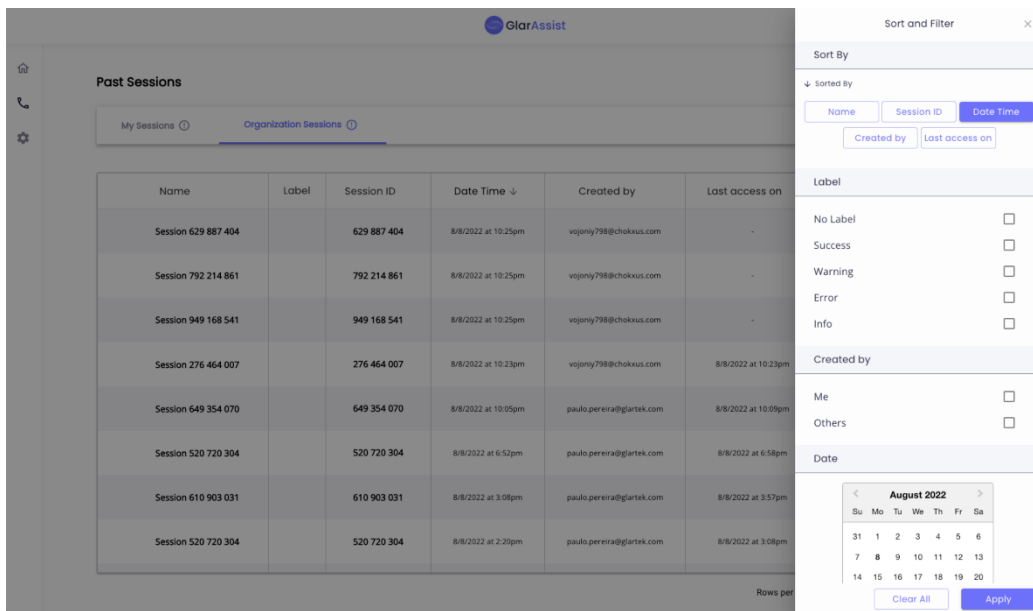 GlarAssist
Past Sessions
My Sessions
Organization Sessions
Name Label Session ID Date Time ↓ Created by Last access on
Session 629 887 404 629 887 404 8/8/2022 at 10:25pm vojoniy798@chokxus.com -
Session 792 214 861 792 214 861 8/8/2022 at 10:25pm vojoniy798@chokxus.com -
Session 949 168 541 949 168 541 8/8/2022 at 10:25pm vojoniy798@chokxus.com -
Session 276 464 007 276 464 007 8/8/2022 at 10:23pm vojoniy798@chokxus.com 8/8/2022 at 10:23pm
Session 649 354 070 649 354 070 8/8/2022 at 10:05pm paulo.pereira@glartek.com 8/8/2022 at 10:09pm
Session 520 720 304 520 720 304 8/8/2022 at 6:52pm paulo.pereira@glartek.com 8/8/2022 at 6:58pm
Session 610 903 031 610 903 031 8/8/2022 at 3:08pm paulo.pereira@glartek.com 8/8/2022 at 3:57pm
Session 520 720 304 520 720 304 8/8/2022 at 2:20pm paulo.pereira@glartek.com 8/8/2022 at 3:08pm
Rows per
Sort and Filter
Sort By
↓ Sorted By
Name Session ID Date Time
Created by Last access on
Label
No Label
Success
Warning
Error
Info
Created by
Me
Others
Date
August 2022
Su Mo Tu We Th Fr Sa
31 1 2 3 4 5 6
7 8 9 10 11 12 13
14 15 16 17 18 19 20
Clear All Apply